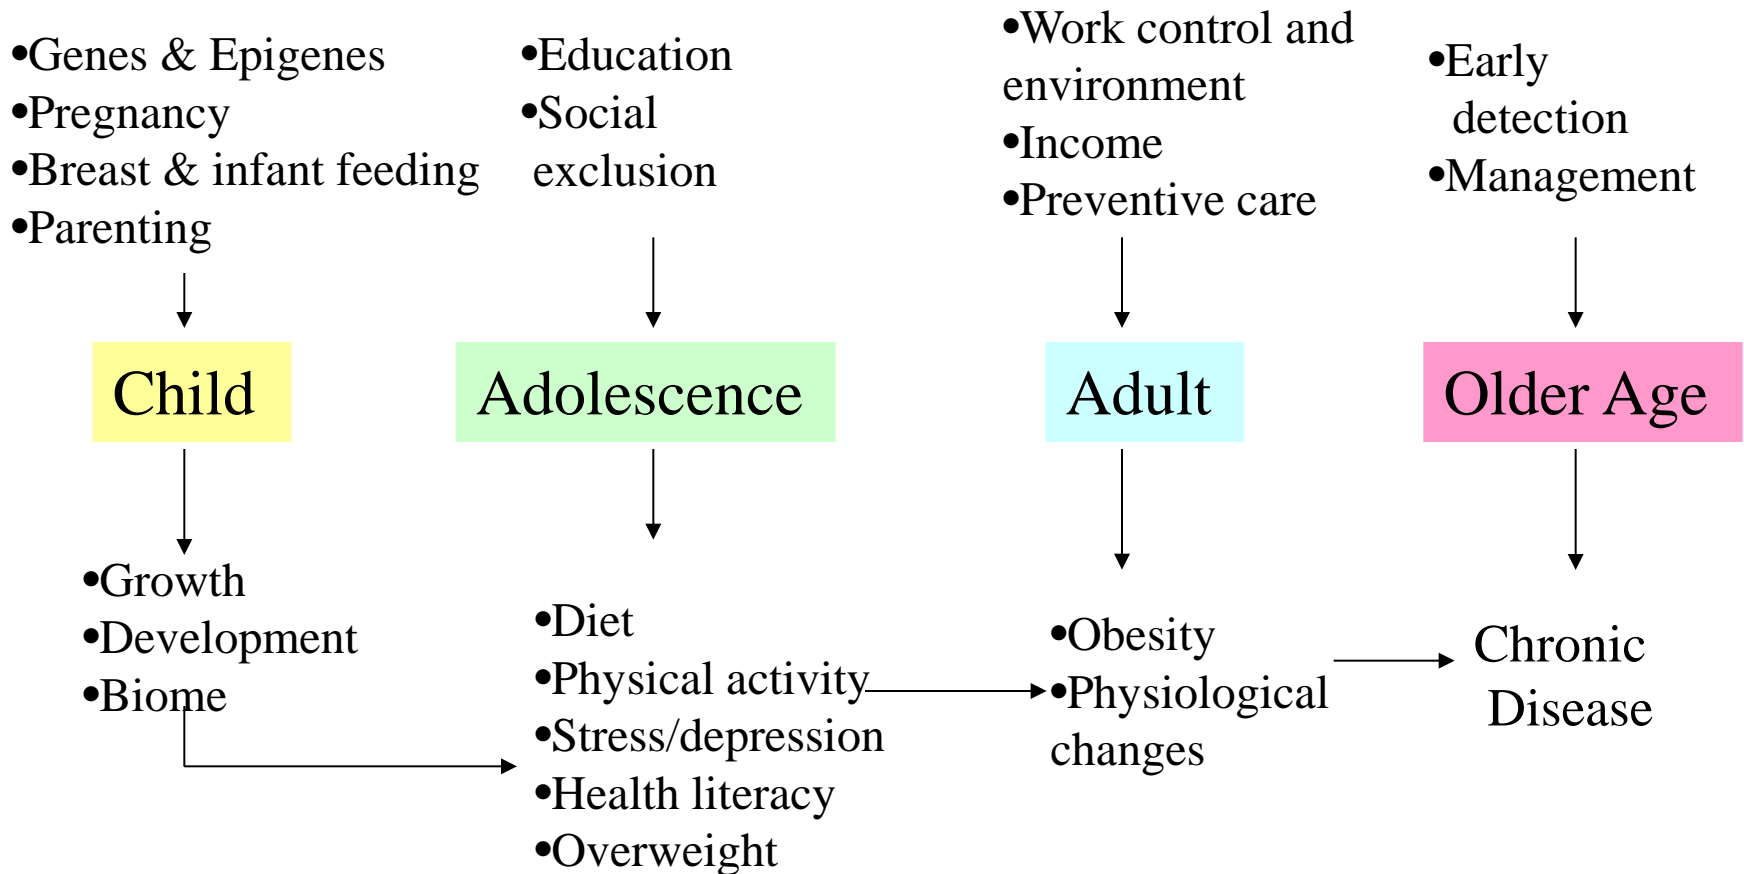 •Genes & Epigenes
•Pregnancy
•Breast & infant feeding
•Parenting
•Education
•Social
exclusion
•Work control and
environment
•Income
•Preventive care
•Early
detection
•Management
Child
Adolescence
Adult
Older Age
•Growth
•Development
•Biome
•Diet
•Physical activity
•Stress/depression
•Health literacy
•Overweight
•Obesity
•Physiological
changes
Chronic
Disease